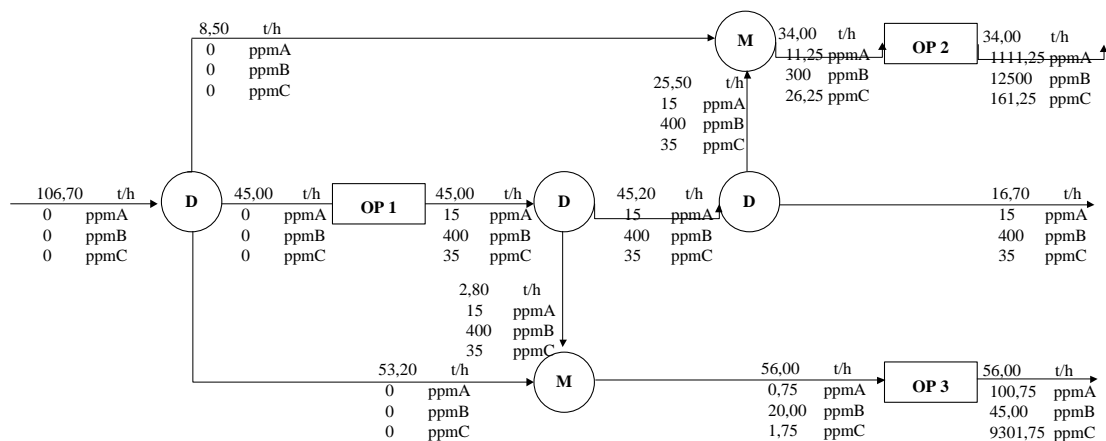 8,50 t/h
0 ppmA
0 ppmB
0 ppmC
M
34,00 t/h
11,25 ppmA
300 ppmB
26,25 ppmC
OP 2
34,00 t/h
1111,25 ppmA
12500 ppmB
161,25 ppmC
25,50 t/h
15 ppmA
400 ppmB
35 ppmC
106,70 t/h
0 ppmA
0 ppmB
0 ppmC
D
45,00 t/h
0 ppmA
0 ppmB
0 ppmC
OP 1
45,00 t/h
15 ppmA
400 ppmB
35 ppmC
D
45,20 t/h
15 ppmA
400 ppmB
35 ppmC
D
16,70 t/h
15 ppmA
400 ppmB
35 ppmC
2,80 t/h
15 ppmA
400 ppmB
35 ppmC
53,20 t/h
0 ppmA
0 ppmB
0 ppmC
M
56,00 t/h
0,75 ppmA
20,00 ppmB
1,75 ppmC
OP 3
56,00 t/h
100,75 ppmA
45,00 ppmB
9301,75 ppmC